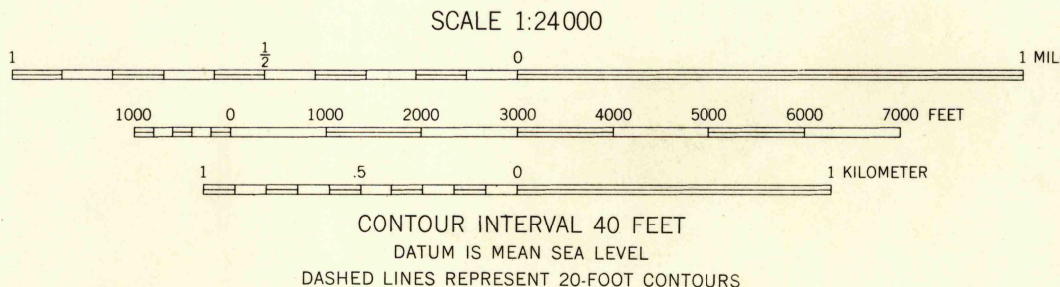 SCALE 1:24000
1 ½ 0 1 MIL
1000 0 1000 2000 3000 4000 5000 6000 7000 FEET
1 .5 0 1 KILOMETER
CONTOUR INTERVAL 40 FEET
DATUM IS MEAN SEA LEVEL
DASHED LINES REPRESENT 20-FOOT CONTOURS